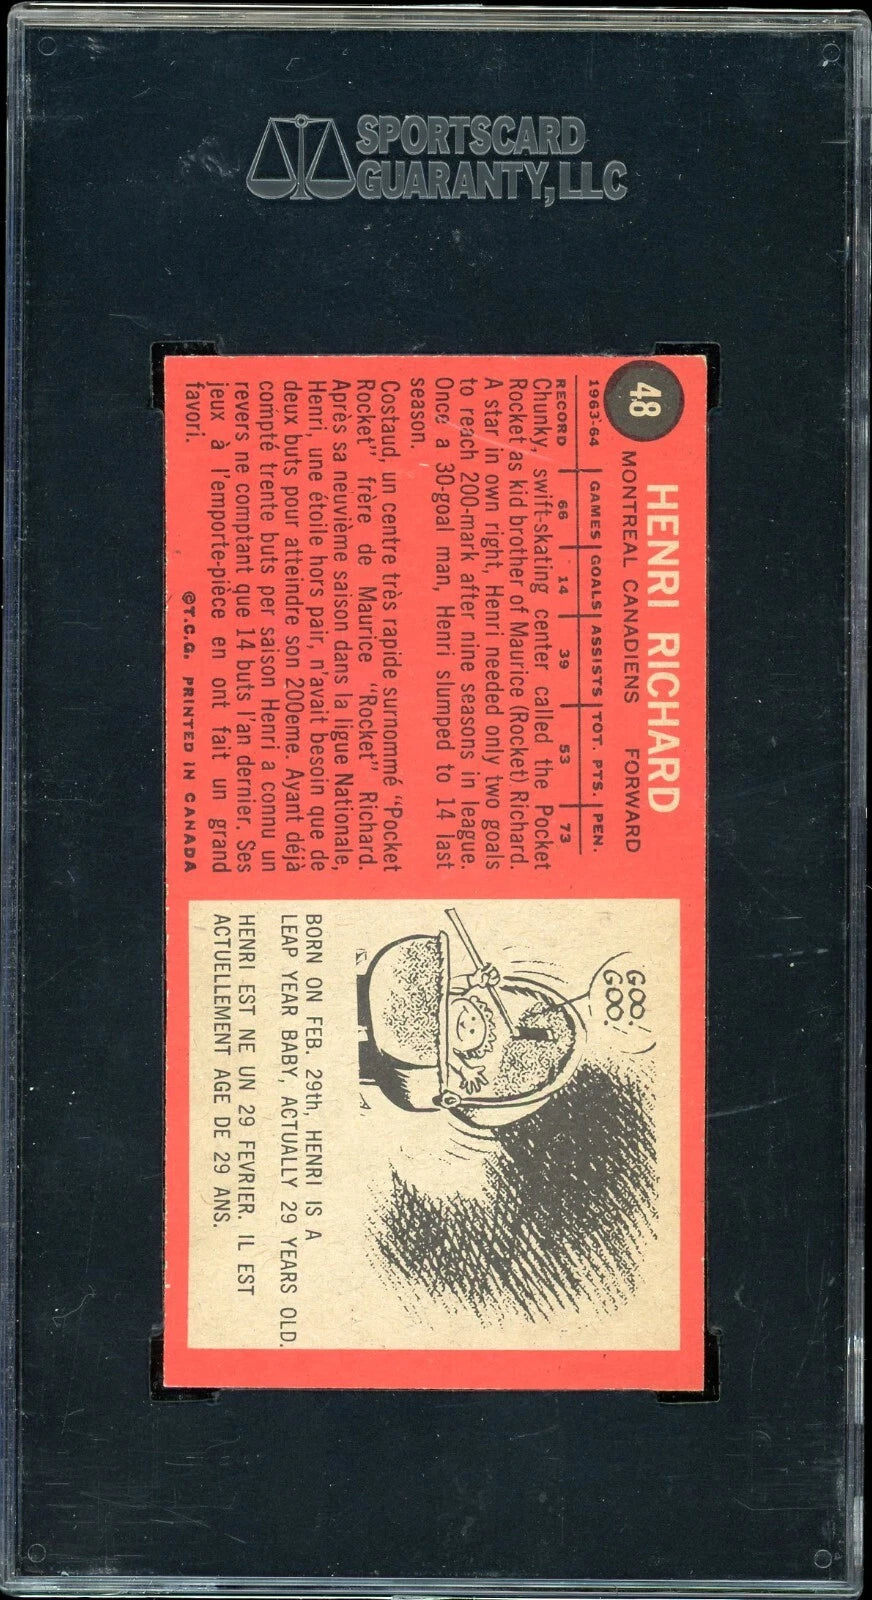 SPORTSCARD
GUARANTY, LLC
48
HENRI RICHARD
MONTREAL CANADIENS FORWARD
1963-64 GAMES GOALS ASSISTS TOT. PTS. PEN.
RECORD 66 14 39 53 73
Chunky, swift-skating center called the Pocket
Rocket as kid brother of Maurice (Rocket) Richard.
A star in own right, Henri needed only two goals
to reach 200-mark after nine seasons in league.
Once a 30-goal man, Henri slumped to 14 last
season.
Costaud, un centre très rapide surnommé "Pocket
Rocket" frère de Maurice "Rocket" Richard.
Après sa neuvième saison dans la ligue Nationale,
Henri, une étoile hors pair, n'avait besoin que de
deux buts pour atteindre son 200eme. Ayant déjà
compté trente buts per saison Henri a connu un
revers ne comptant que 14 buts l'an dernier. Ses
jeux à l'emporte-pièce en ont fait un grand
favori.
©T.C.G. PRINTED IN CANADA
GOO!
GOO!
BORN ON FEB. 29th, HENRI IS A
LEAP YEAR BABY, ACTUALLY 29 YEARS OLD.
HENRI EST NE UN 29 FEVRIER. IL EST
ACTUELLEMENT AGE DE 29 ANS.